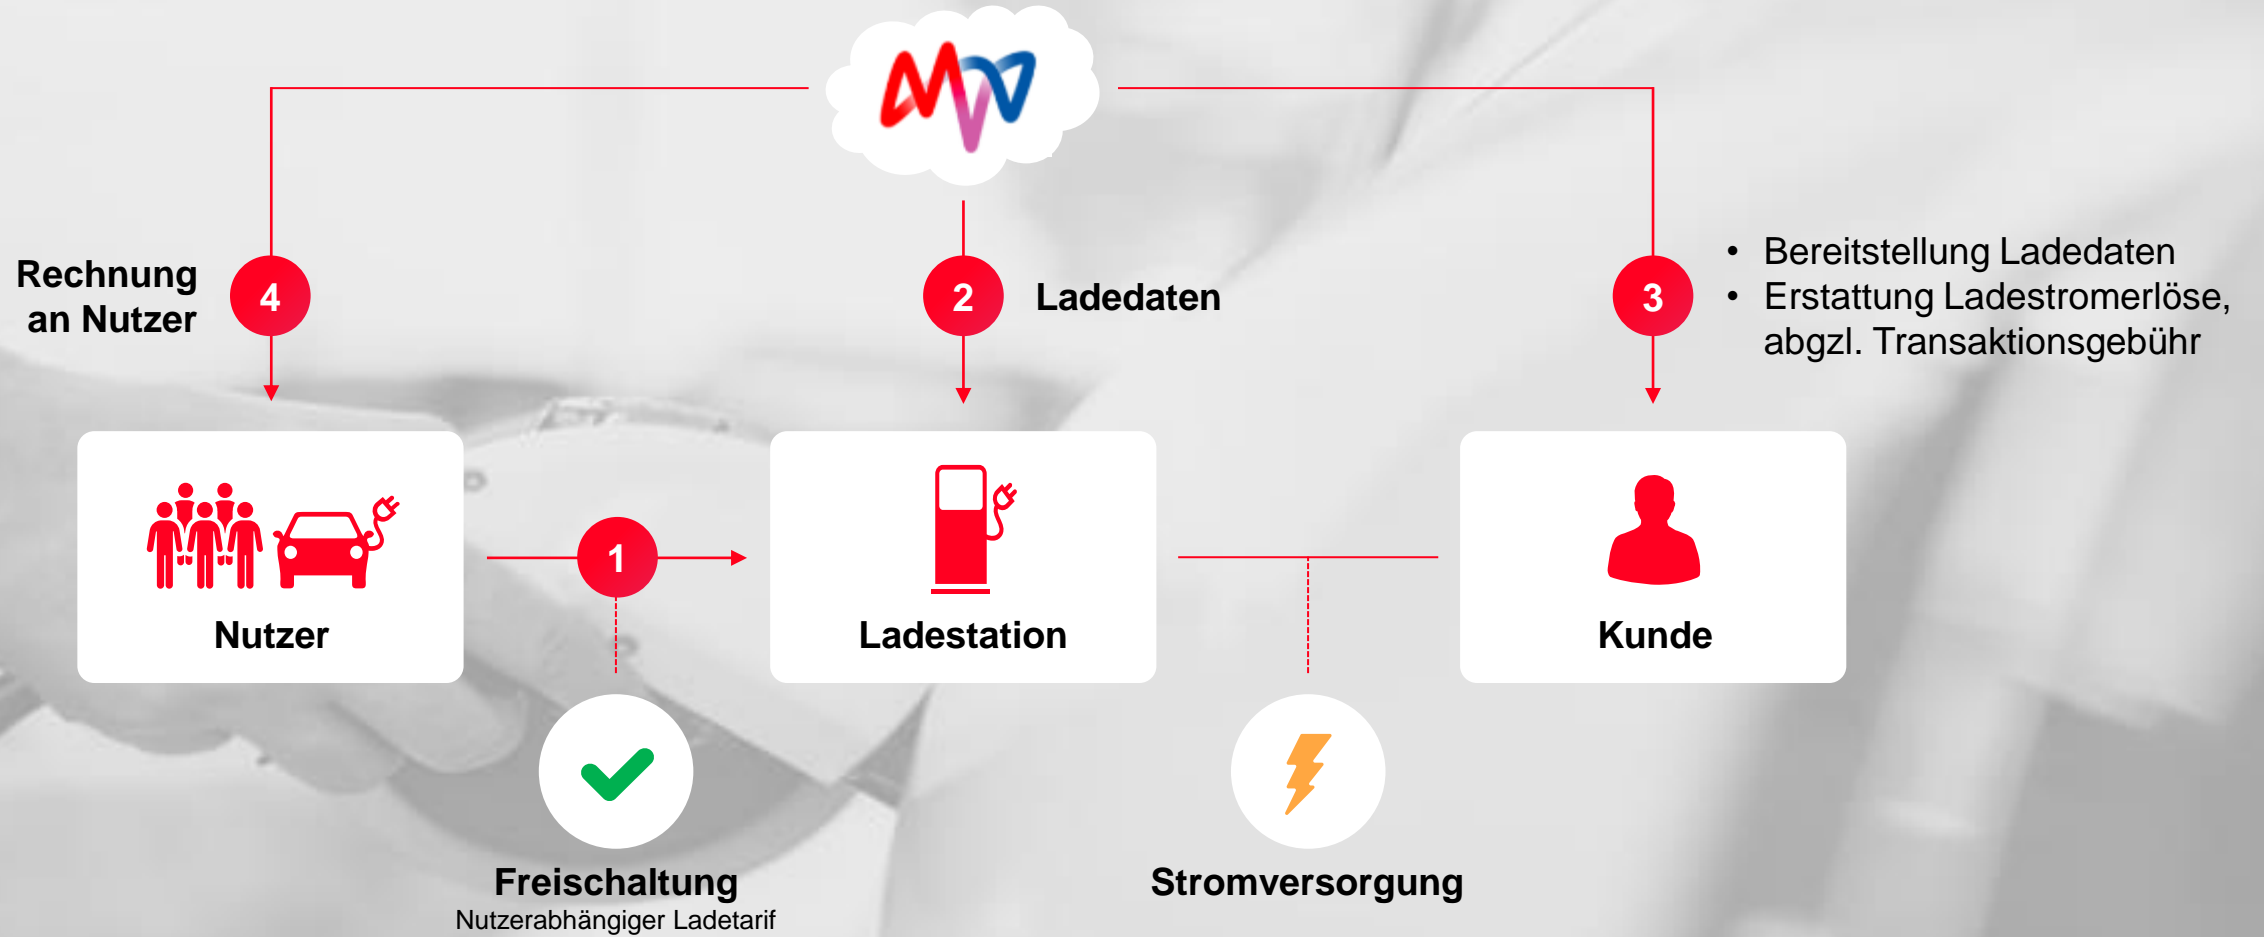 MVV
Rechnung
an Nutzer
4
2
Ladedaten
3
• Bereitstellung Ladedaten
• Erstattung Ladestromerlöse,
abgzl. Transaktionsgebühr
1
Nutzer
Ladestation
Kunde
Freischaltung
Nutzerabhängiger Ladetarif
Stromversorgung